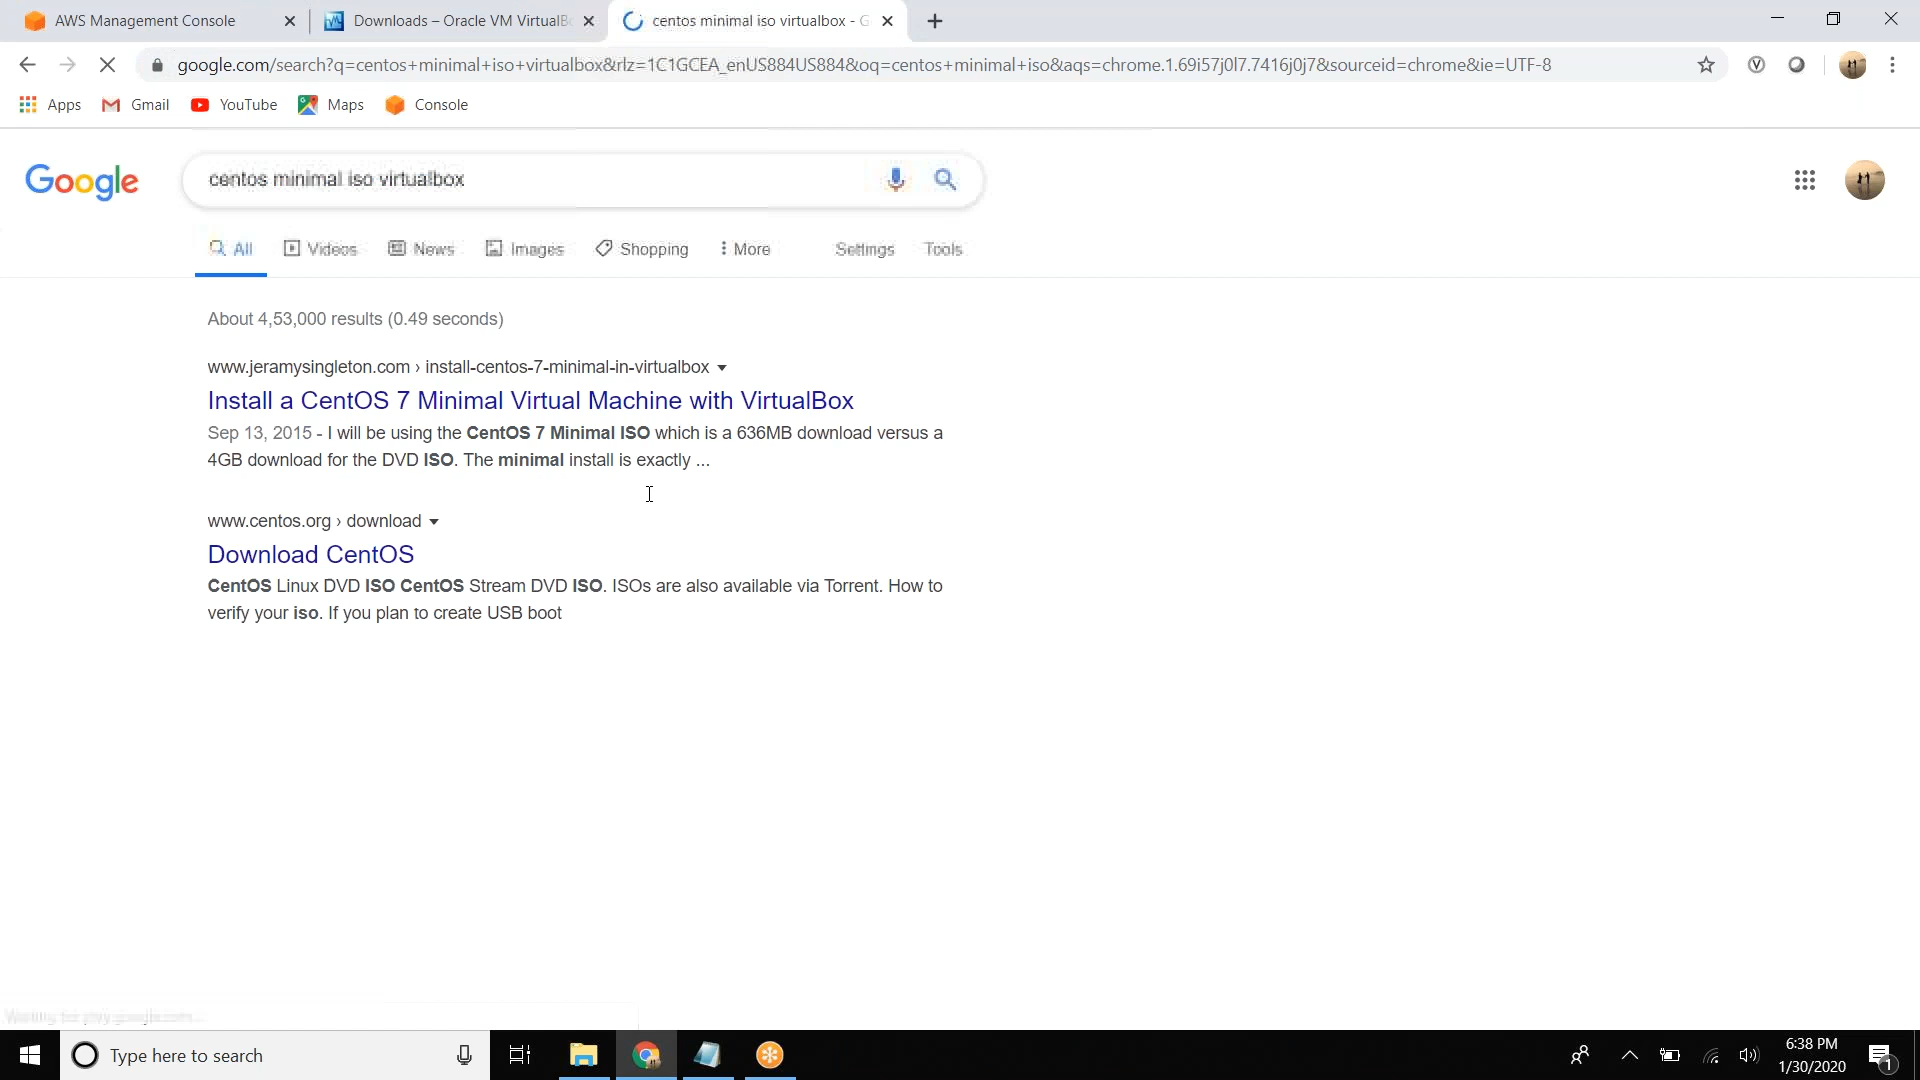 AWS Management Console
Downloads – Oracle VM VirtualB
centos minimal iso virtualbox - G
google.com/search?q=centos+minimal+iso+virtualbox&rlz=1C1GCEA_enUS884US884&oq=centos+minimal+iso&aqs=chrome.1.69i57j0l7.7416j0j7&sourceid=chrome&ie=UTF-8
Apps Gmail YouTube Maps Console
Google
centos minimal iso virtualbox
All Videos News Images Shopping More Settings Tools
About 4,53,000 results (0.49 seconds)
www.jeramysingleton.com › install-centos-7-minimal-in-virtualbox
Install a CentOS 7 Minimal Virtual Machine with VirtualBox
Sep 13, 2015 - I will be using the CentOS 7 Minimal ISO which is a 636MB download versus a
4GB download for the DVD ISO. The minimal install is exactly ...
www.centos.org › download
Download CentOS
CentOS Linux DVD ISO CentOS Stream DVD ISO. ISOs are also available via Torrent. How to
verify your iso. If you plan to create USB boot
Type here to search
6:38 PM
1/30/2020
1